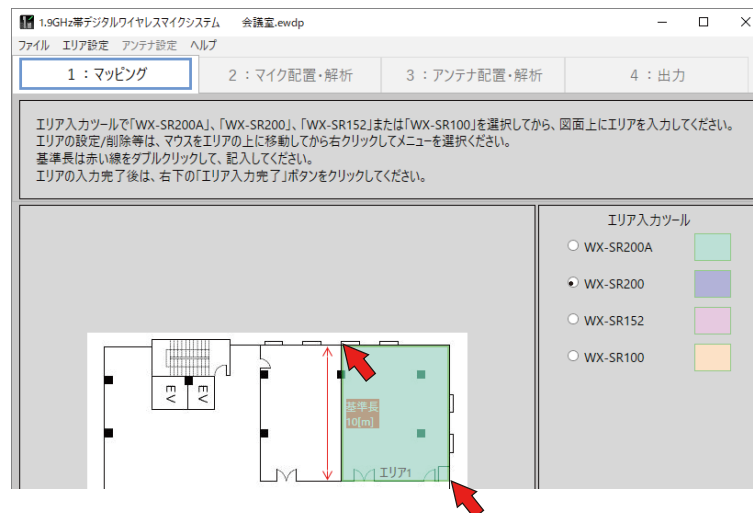 1.9GHz帯デジタルワイヤレスマイクシステム 会議室.ewdp
ファイル エリア設定 アンテナ設定 ヘルプ
1：マッピング 2：マイク配置・解析 3：アンテナ配置・解析 4：出力
エリア入力ツールで「WX-SR200A」、「WX-SR200」、「WX-SR152」または「WX-SR100」を選択してから、図面上にエリアを入力してください。
エリアの設定/削除等は、マウスをエリアの上に移動してから右クリックしてメニューを選択ください。
基準長は赤い線をダブルクリックして、記入してください。
エリアの入力完了後は、右下の「エリア入力完了」ボタンをクリックしてください。
エリア入力ツール
WX-SR200A
WX-SR200
WX-SR152
WX-SR100
EV
EV
基準長
10[m]
エリア1